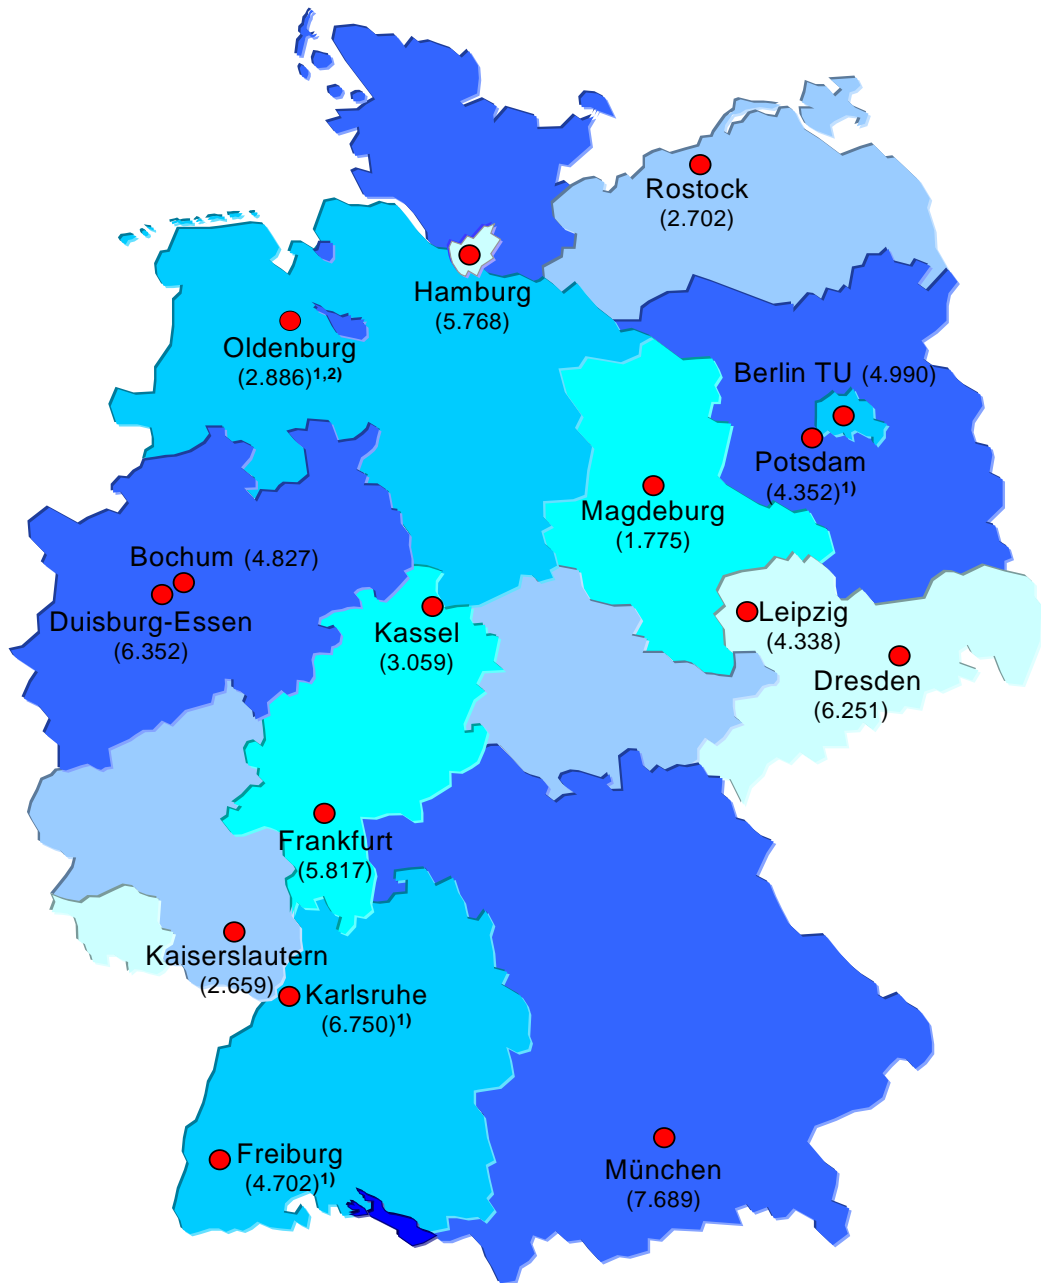 Rostock
(2.702)
Hamburg
(5.768)
Oldenburg
(2.886)1,2)
Berlin TU (4.990)
Potsdam
(4.352)1)
Magdeburg
(1.775)
Bochum (4.827)
Duisburg-Essen
(6.352)
Kassel
(3.059)
Leipzig
(4.338)
Dresden
(6.251)
Frankfurt
(5.817)
Kaiserslautern
(2.659)
Karlsruhe
(6.750)1)
Freiburg
(4.702)1)
München
(7.689)